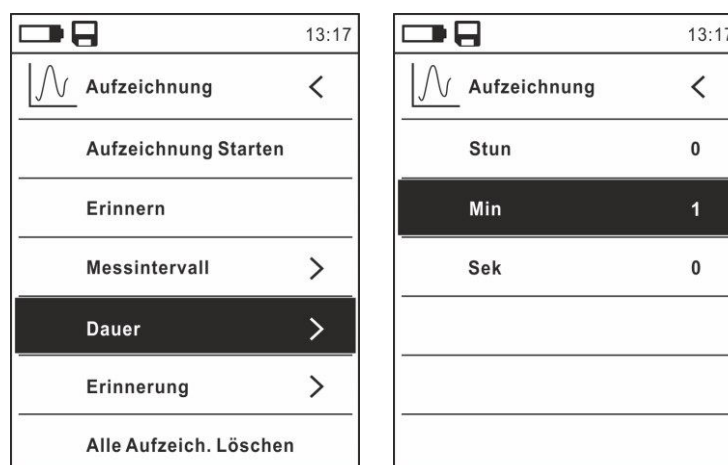 13:17
Aufzeichnung
Aufzeichnung Starten
Erinnern
Messintervall
Dauer
Erinnerung
Alle Aufzeich. Löschen
13:17
Aufzeichnung
Stun 0
Min 1
Sek 0